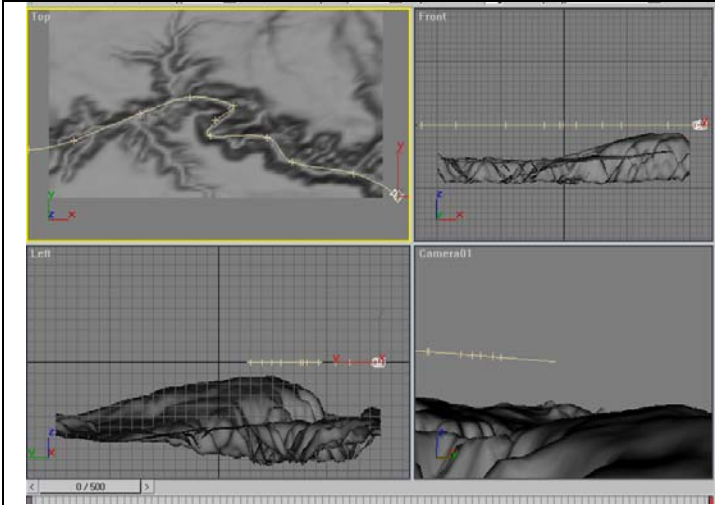 Top
Front
y
x
y
z x
z
y x
Left
Camera01
y x
z
y x
< 0 / 500 >